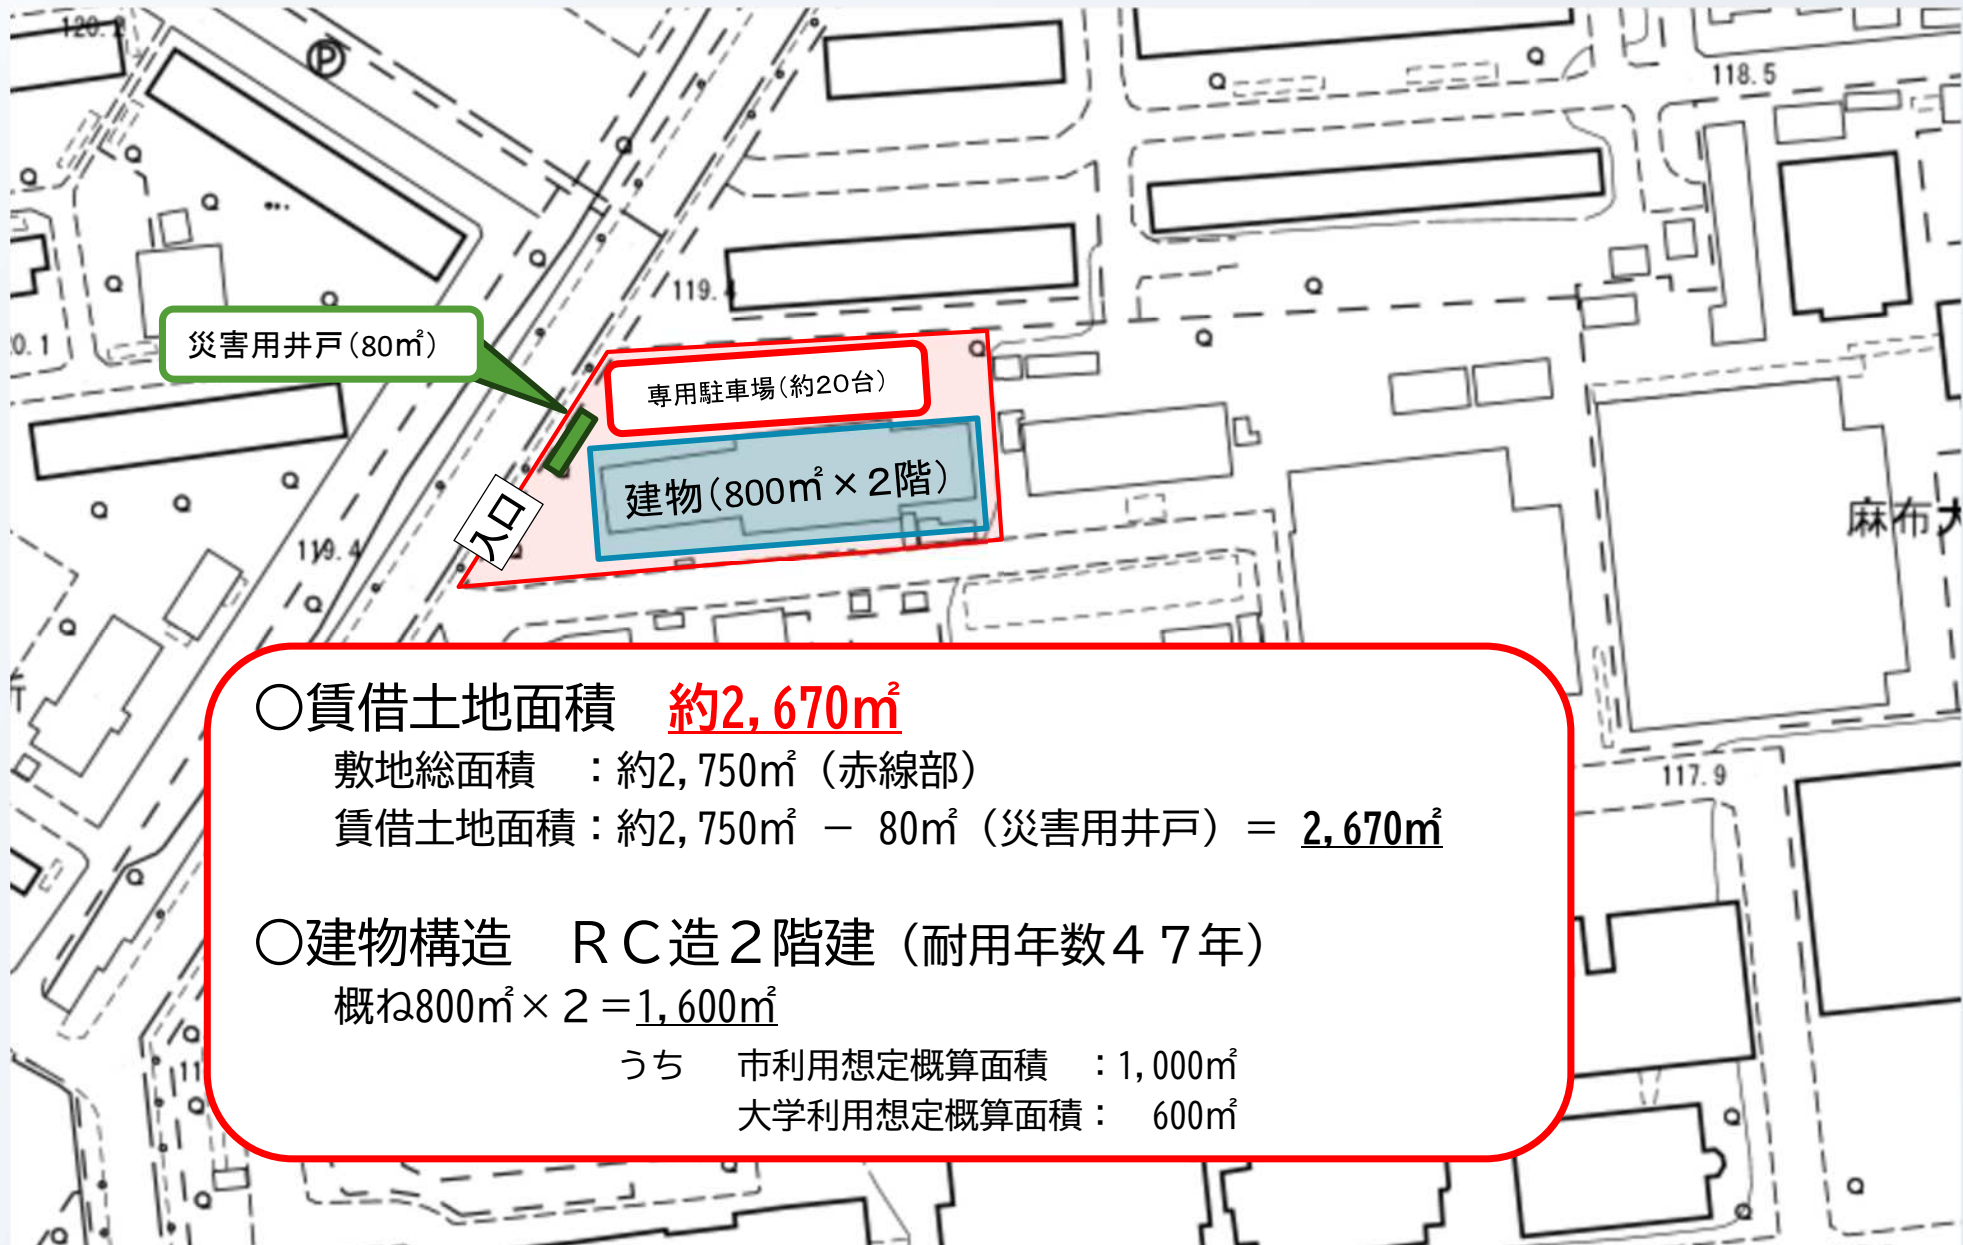 120.2
Ⓟ
118.5
119.4
災害用井戸（80㎡）
0.1
専用駐車場（約20台）
建物（800㎡×２階）
入口
麻布大
119.4
〇賃借土地面積　約2,670㎡
敷地総面積　：約2,750㎡（赤線部）
賃借土地面積：約2,750㎡ － 80㎡（災害用井戸）＝ 2,670㎡
117.9
〇建物構造　ＲＣ造２階建（耐用年数４７年）
概ね800㎡×２＝1,600㎡
うち　市利用想定概算面積　：1,000㎡
大学利用想定概算面積：　600㎡
11